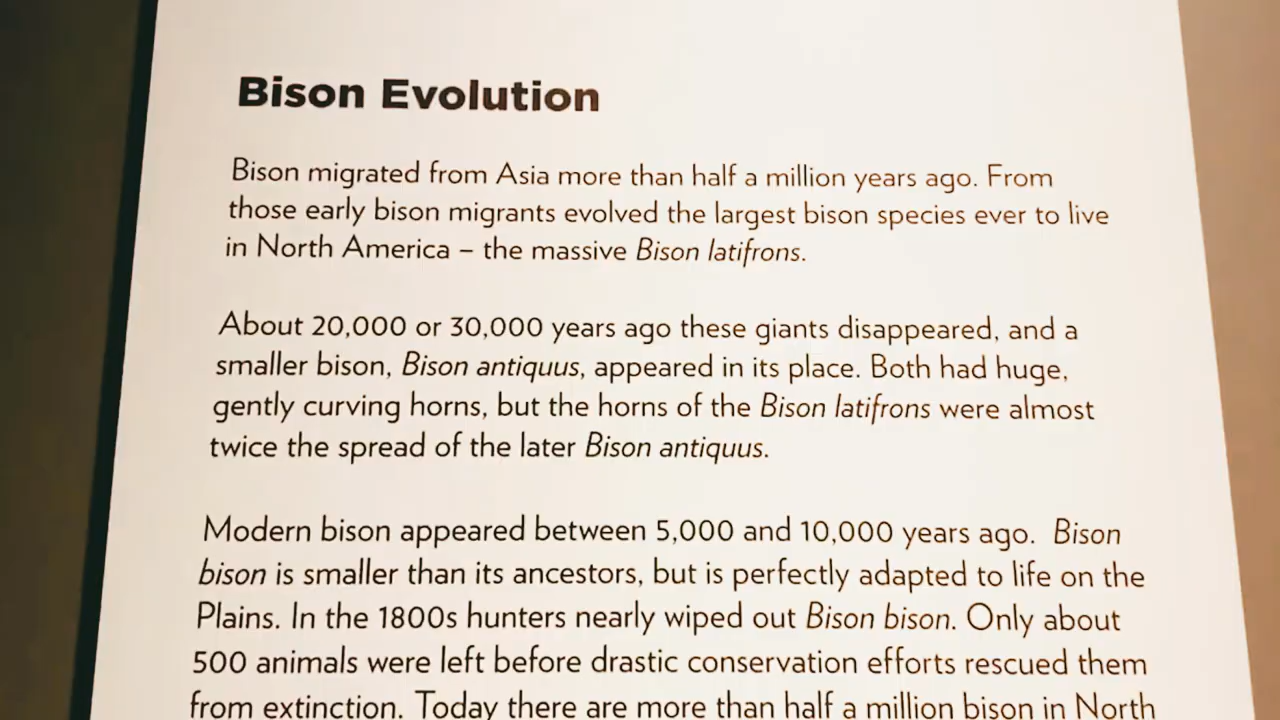 Bison Evolution
Bison migrated from Asia more than half a million years ago. From
those early bison migrants evolved the largest bison species ever to live
in North America – the massive Bison latifrons.
About 20,000 or 30,000 years ago these giants disappeared, and a
smaller bison, Bison antiquus, appeared in its place. Both had huge,
gently curving horns, but the horns of the Bison latifrons were almost
twice the spread of the later Bison antiquus.
Modern bison appeared between 5,000 and 10,000 years ago. Bison
bison is smaller than its ancestors, but is perfectly adapted to life on the
Plains. In the 1800s hunters nearly wiped out Bison bison. Only about
500 animals were left before drastic conservation efforts rescued them
from extinction. Today there are more than half a million bison in North